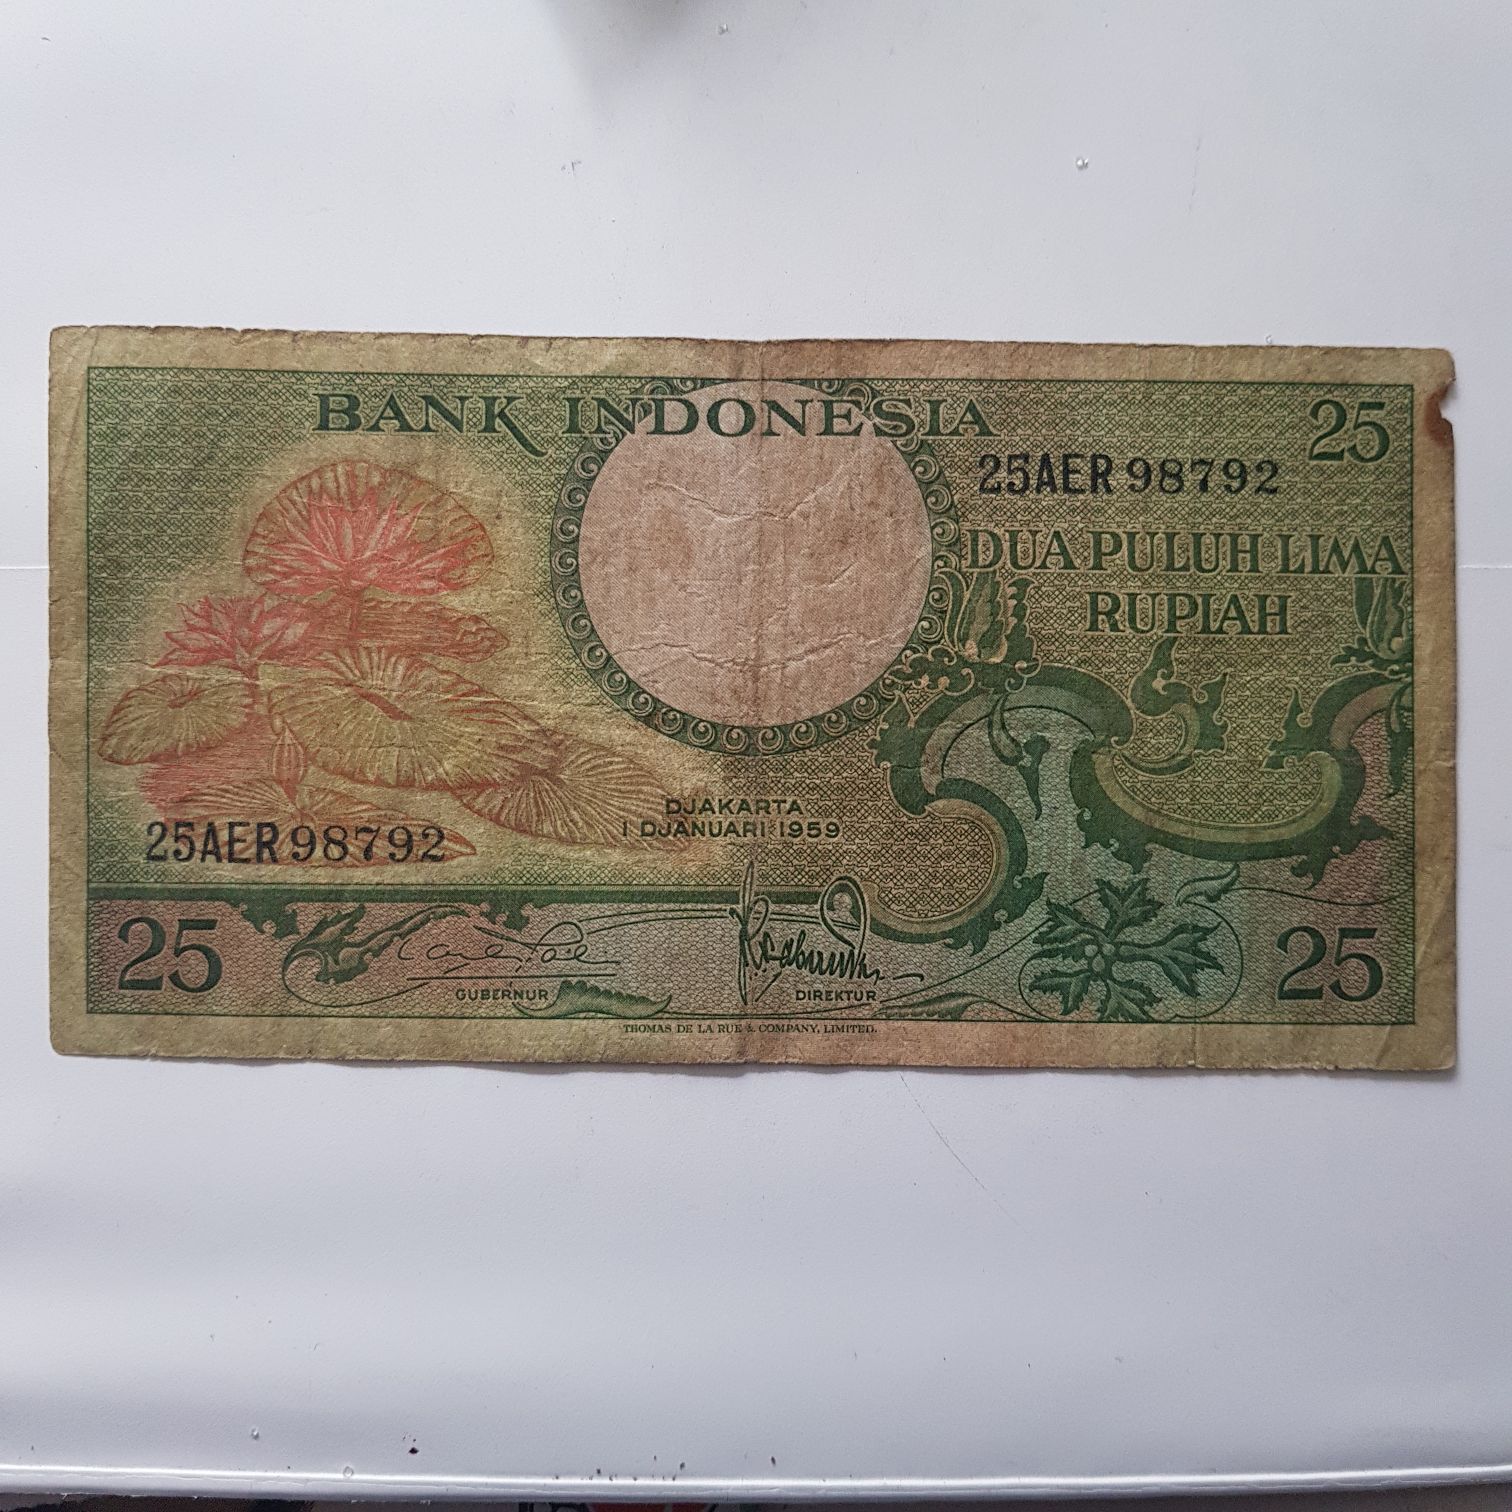 BANK INDONESIA
25
25AER 98792
DUA PULUH LIMA
RUPIAH
DJAKARTA
1 DJANUARI 1959
25AER 98792
25
GUBERNUR
DIREKTUR
25
THOMAS DE LA RUE & COMPANY, LIMITED.